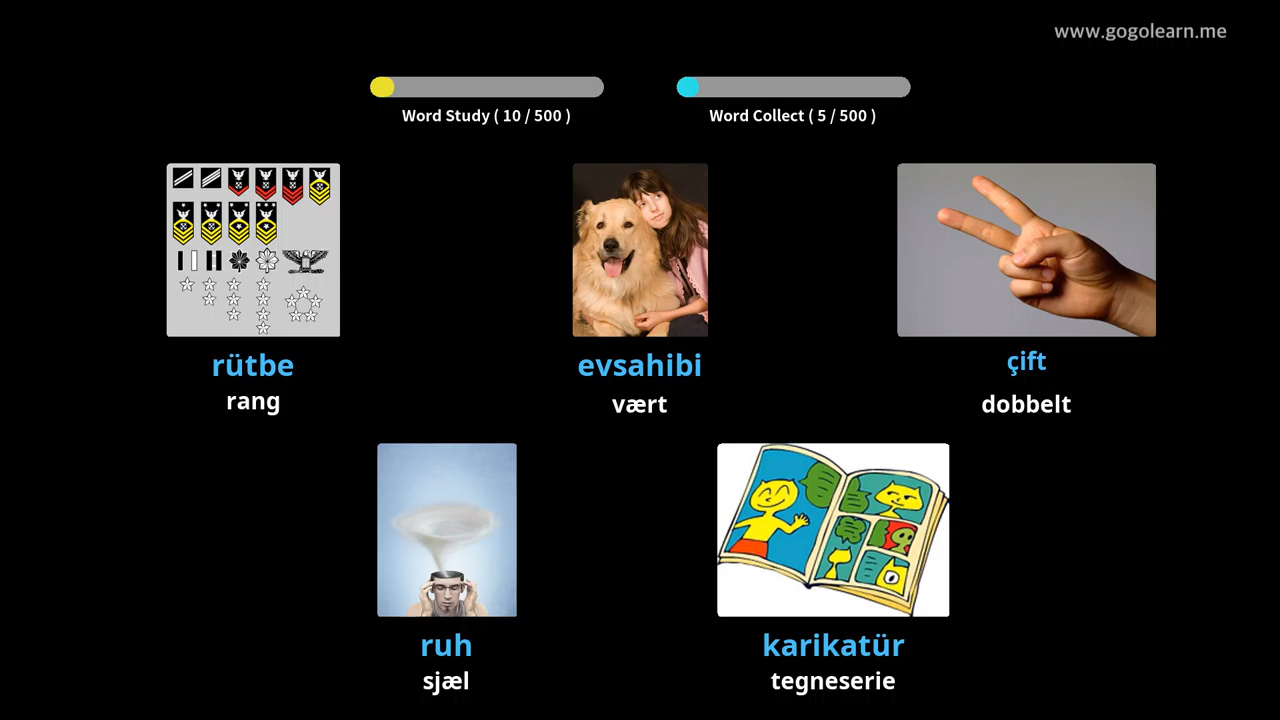 www.gogolearn.me
Word Study ( 10 / 500 )
Word Collect ( 5 / 500 )
rütbe
rang
evsahibi
vært
çift
dobbelt
ruh
sjæl
karikatür
tegneserie